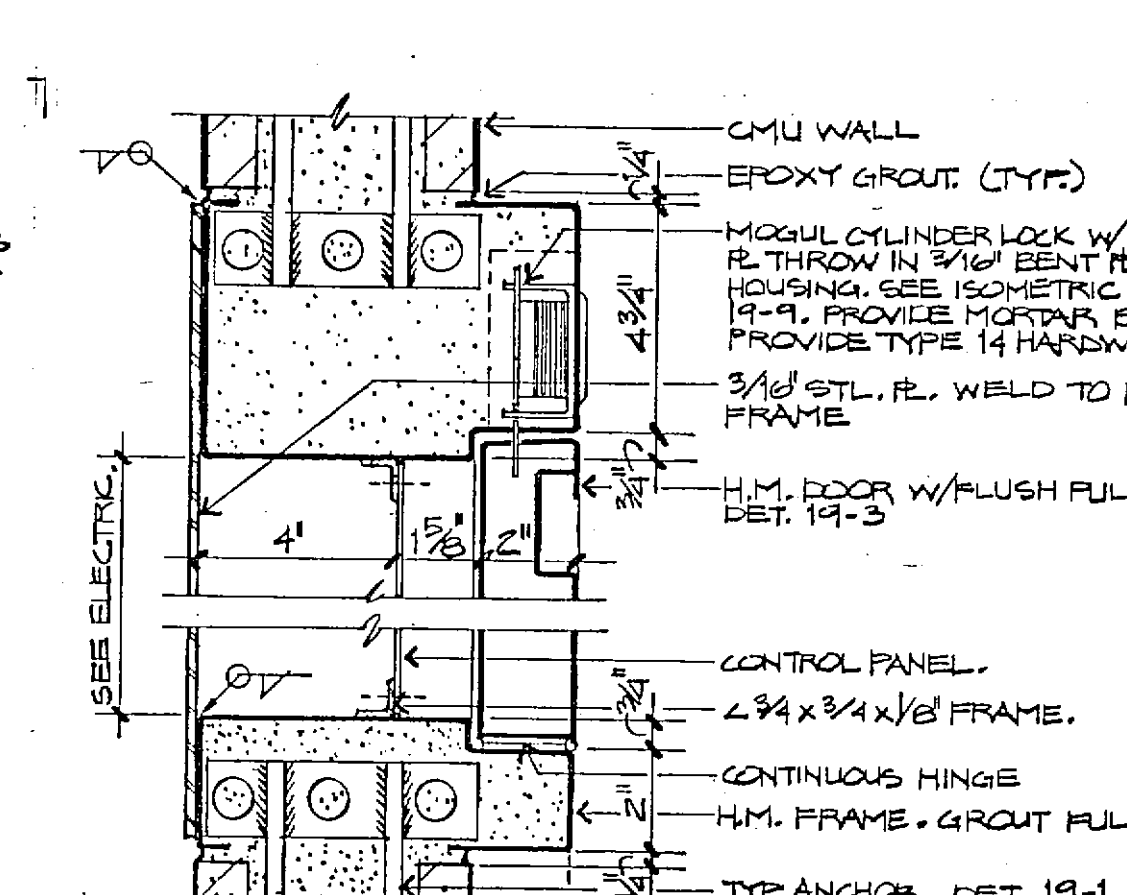 CMU WALL
EPOXY GROUT. (TYP.)
1/4"
MOGUL CYLINDER LOCK W/
PL THROW IN 3/16" BENT PL
HOUSING. SEE ISOMETRIC
19-9. PROVIDE MORTAR
PROVIDE TYPE 14 HARDW
4 3/4"
3/16" STL. PL. WELD TO
FRAME
3/4"
H.M. DOOR W/FLUSH PUL
DET. 19-3
SEE ELECTRIC.
4"
1 5/8"
2"
CONTROL PANEL.
3/4"
L 3/4 x 3/4 x 1/8" FRAME.
CONTINUOUS HINGE
2"
H.M. FRAME. GROUT FUL
1/4"
TYP ANCHOR DET. 19-1